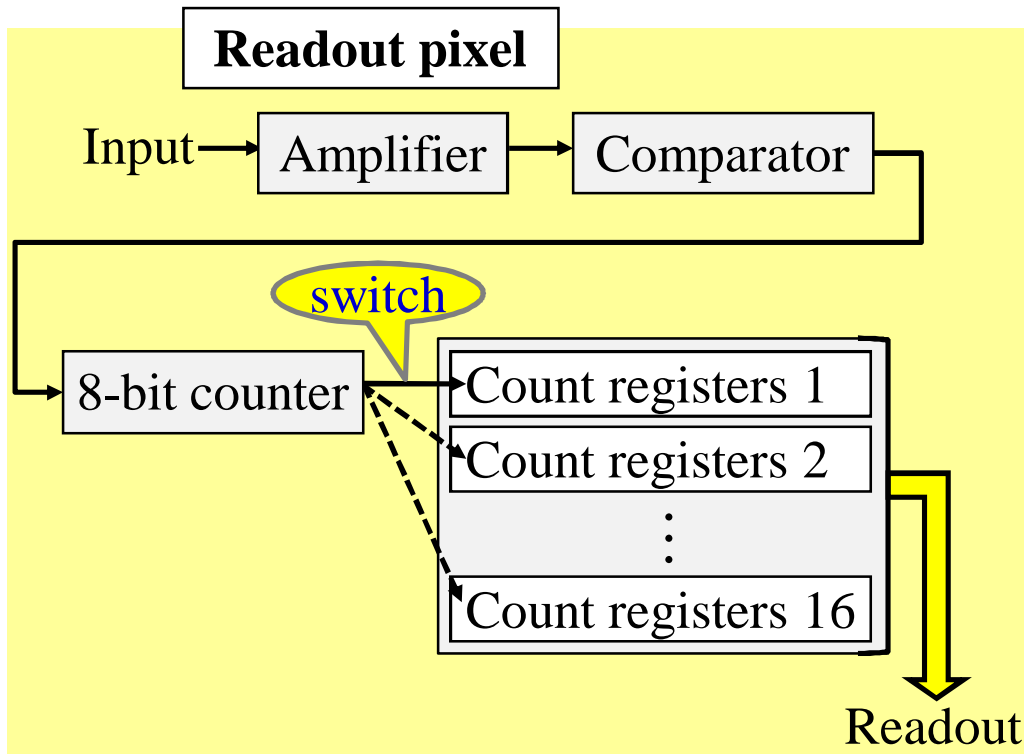 Readout pixel
Input
Amplifier
Comparator
switch
8-bit counter
Count registers 1
Count registers 2
⋮
Count registers 16
Readout